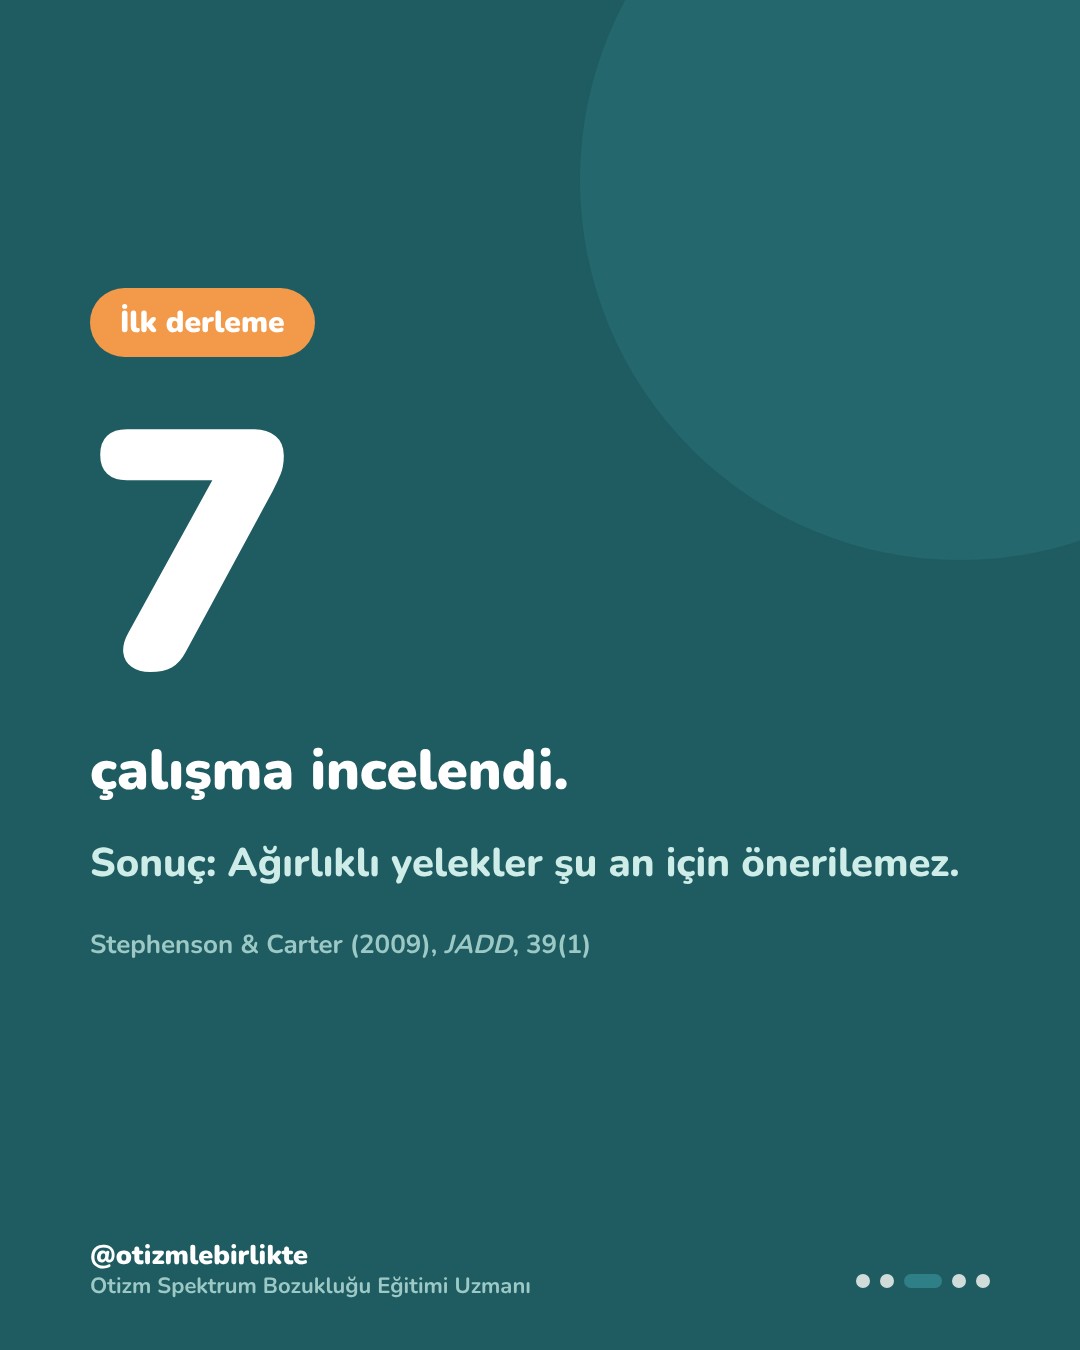 İlk derleme
7
çalışma incelendi.
Sonuç: Ağırlıklı yelekler şu an için önerilemez.
Stephenson & Carter (2009), JADD, 39(1)
@otizmlebirlikte
Otizm Spektrum Bozukluğu Eğitimi Uzmanı